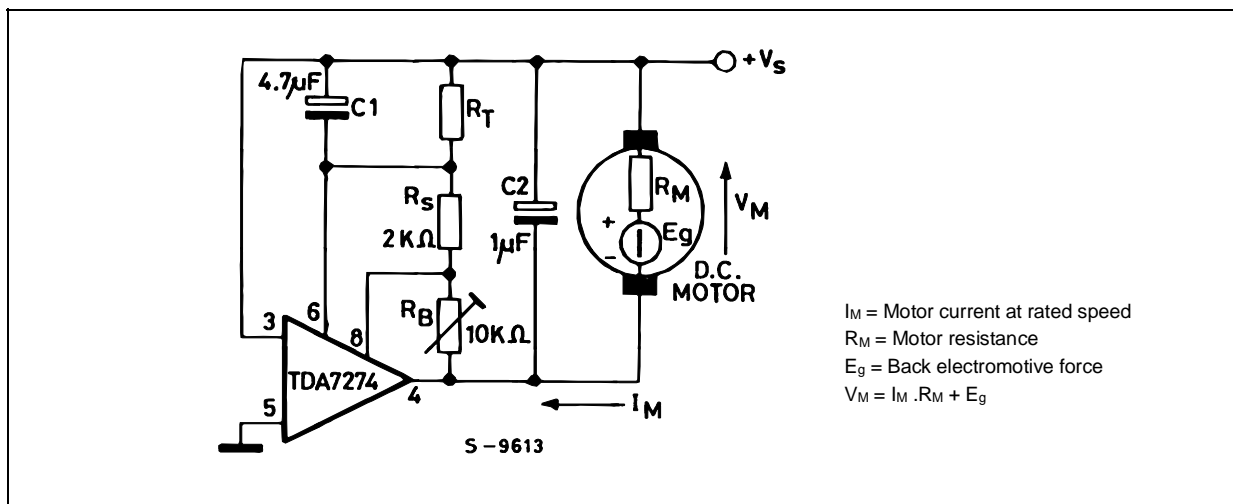 +Vs
4.7µF
C1
RT
Rs
2KΩ
C2
1µF
RM
+
Eg
-
VM
D.C.
MOTOR
3
6
8
RB
10KΩ
TDA7274
4
5
IM
S-9613
IM = Motor current at rated speed
RM = Motor resistance
Eg = Back electromotive force
VM = IM .RM + Eg